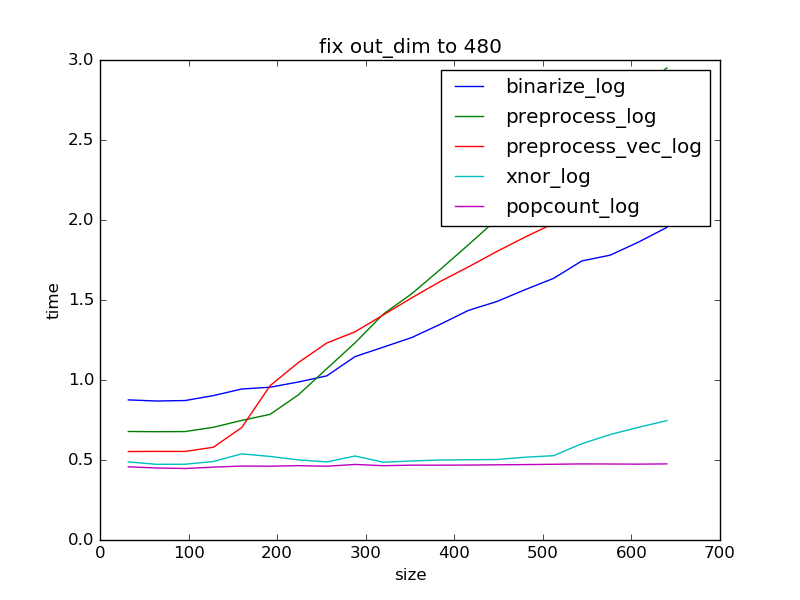 fix out_dim to 480
3.0
2.5
2.0
1.5
1.0
0.5
0.0
time
binarize_log
preprocess_log
preprocess_vec_log
xnor_log
popcount_log
0 100 200 300 400 500 600 700
size